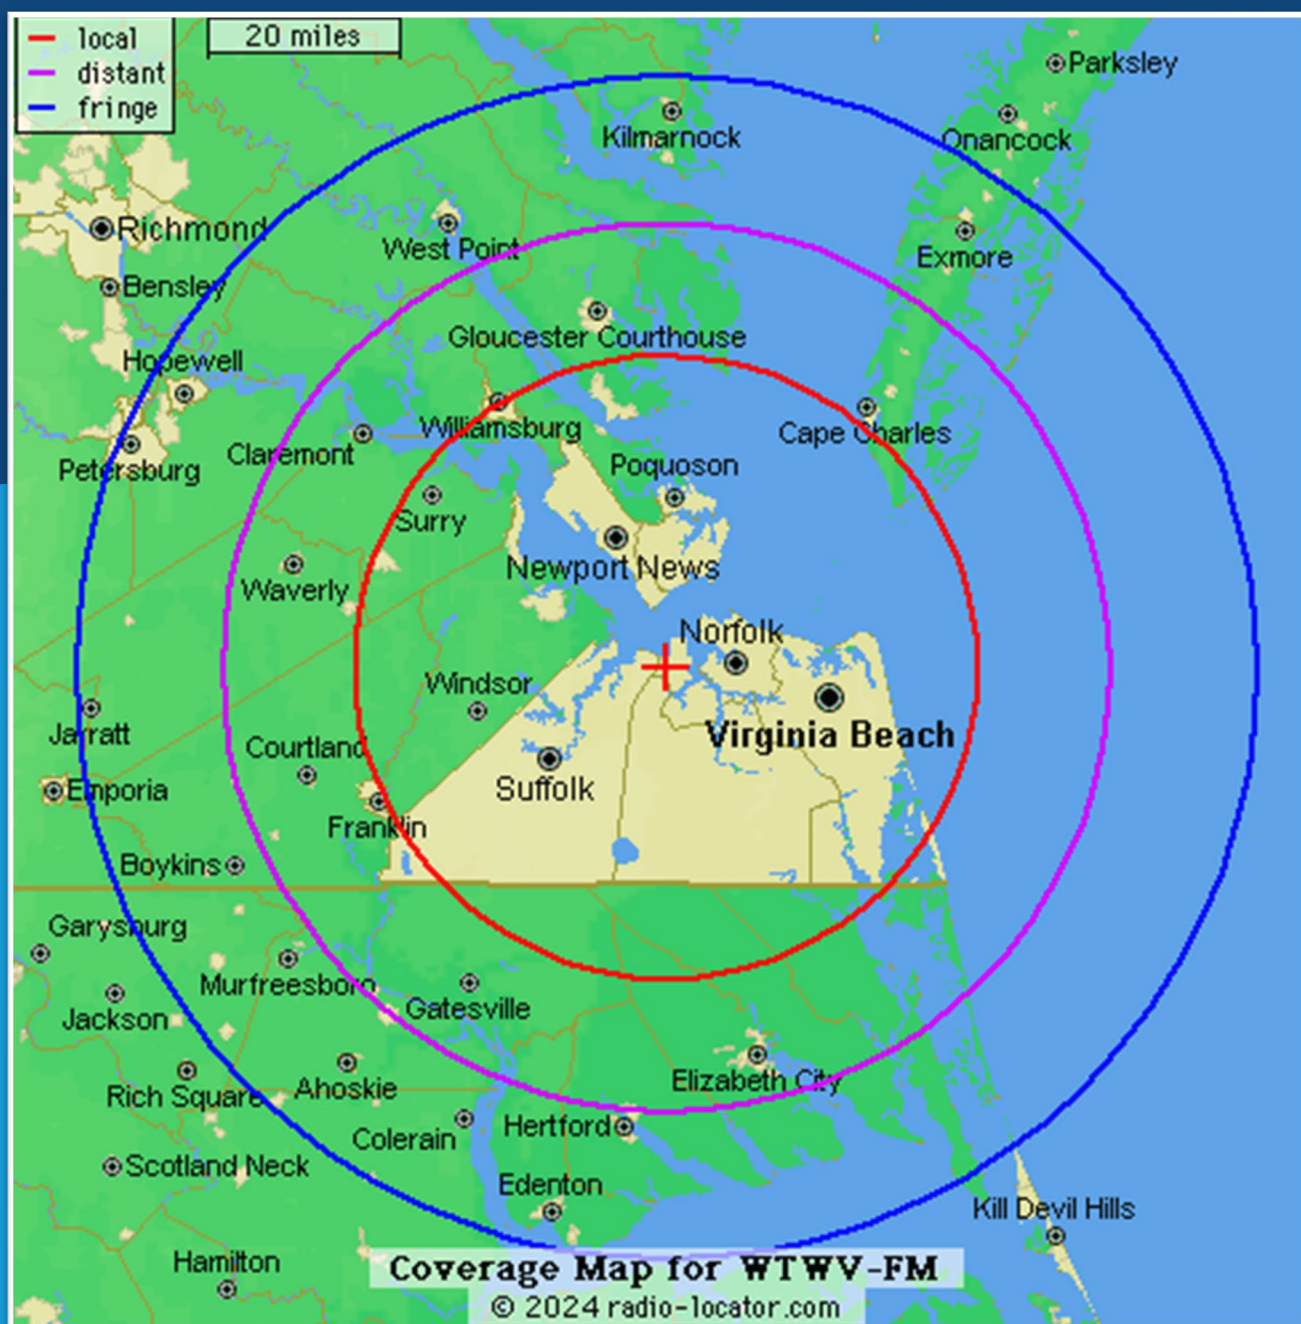 local
20 miles
distant
fringe
Parksley
Kilmarnock
Onancock
Richmond
West Point
Exmore
Bensley
Gloucester Courthouse
Hopewell
Williamsburg
Cape Charles
Claremont
Petersburg
Poquoson
Surry
Newport News
Waverly
Norfolk
Windsor
Jarratt
Virginia Beach
Courtland
Suffolk
Emporia
Franklin
Boykins
Garysburg
Murfreesboro
Gatesville
Jackson
Elizabeth City
Ahoskie
Rich Square
Hertford
Colerain
Scotland Neck
Edenton
Kill Devil Hills
Hamilton
Coverage Map for WTWV-FM
© 2024 radio-locator.com